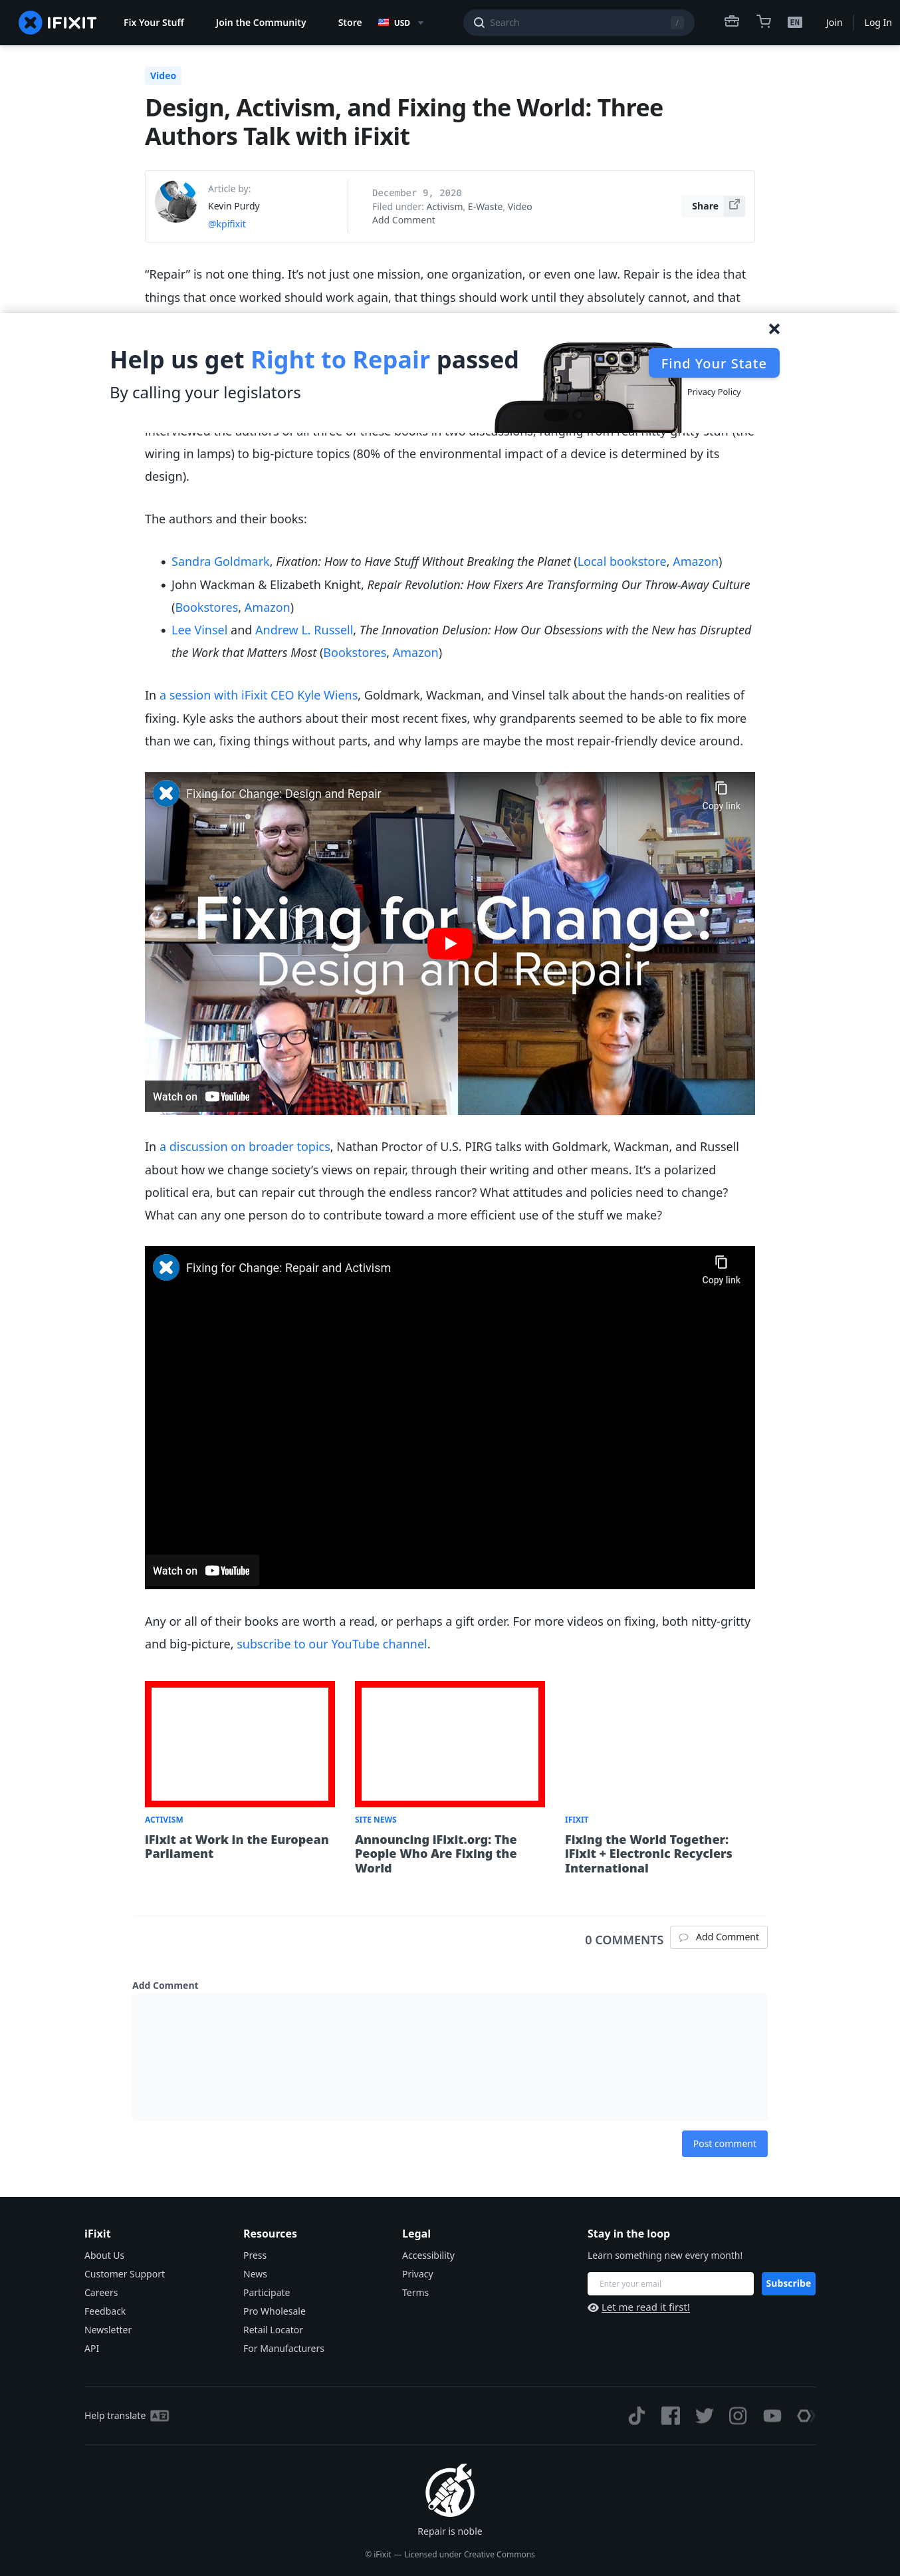 IFIXIT
Fix Your Stuff
Join the Community
Store
USD
Search
/
EN
Join
Log In
Video
Design, Activism, and Fixing the World: Three
Authors Talk with iFixit
Article by:
Kevin Purdy
@kpifixit
December 9, 2020
Filed under: Activism, E-Waste, Video
Add Comment
Share
“Repair” is not one thing. It’s not just one mission, one organization, or even one law. Repair is the idea that
things that once worked should work again, that things should work until they absolutely cannot, and that
Help us get Right to Repair passed
By calling your legislators
Find Your State
Privacy Policy
interviewed the authors of all three of these books in two discussions, ranging from real nitty-gritty stuff (the
wiring in lamps) to big-picture topics (80% of the environmental impact of a device is determined by its
design).
The authors and their books:
Sandra Goldmark, Fixation: How to Have Stuff Without Breaking the Planet (Local bookstore, Amazon)
John Wackman & Elizabeth Knight, Repair Revolution: How Fixers Are Transforming Our Throw-Away Culture
(Bookstores, Amazon)
Lee Vinsel and Andrew L. Russell, The Innovation Delusion: How Our Obsessions with the New has Disrupted
the Work that Matters Most (Bookstores, Amazon)
In a session with iFixit CEO Kyle Wiens, Goldmark, Wackman, and Vinsel talk about the hands-on realities of
fixing. Kyle asks the authors about their most recent fixes, why grandparents seemed to be able to fix more
than we can, fixing things without parts, and why lamps are maybe the most repair-friendly device around.
Fixing for Change: Design and Repair
Copy link
Fixing for Change:
Design and Repair
Watch on YouTube
In a discussion on broader topics, Nathan Proctor of U.S. PIRG talks with Goldmark, Wackman, and Russell
about how we change society’s views on repair, through their writing and other means. It’s a polarized
political era, but can repair cut through the endless rancor? What attitudes and policies need to change?
What can any one person do to contribute toward a more efficient use of the stuff we make?
Fixing for Change: Repair and Activism
Copy link
Watch on YouTube
Any or all of their books are worth a read, or perhaps a gift order. For more videos on fixing, both nitty-gritty
and big-picture, subscribe to our YouTube channel.
ACTIVISM
iFixit at Work in the European
Parliament
SITE NEWS
Announcing iFixit.org: The
People Who Are Fixing the
World
IFIXIT
Fixing the World Together:
iFixit + Electronic Recyclers
International
0 COMMENTS
Add Comment
Add Comment
Post comment
iFixit
About Us
Customer Support
Careers
Feedback
Newsletter
API
Resources
Press
News
Participate
Pro Wholesale
Retail Locator
For Manufacturers
Legal
Accessibility
Privacy
Terms
Stay in the loop
Learn something new every month!
Enter your email
Subscribe
Let me read it first!
Help translate
Repair is noble
© iFixit — Licensed under Creative Commons